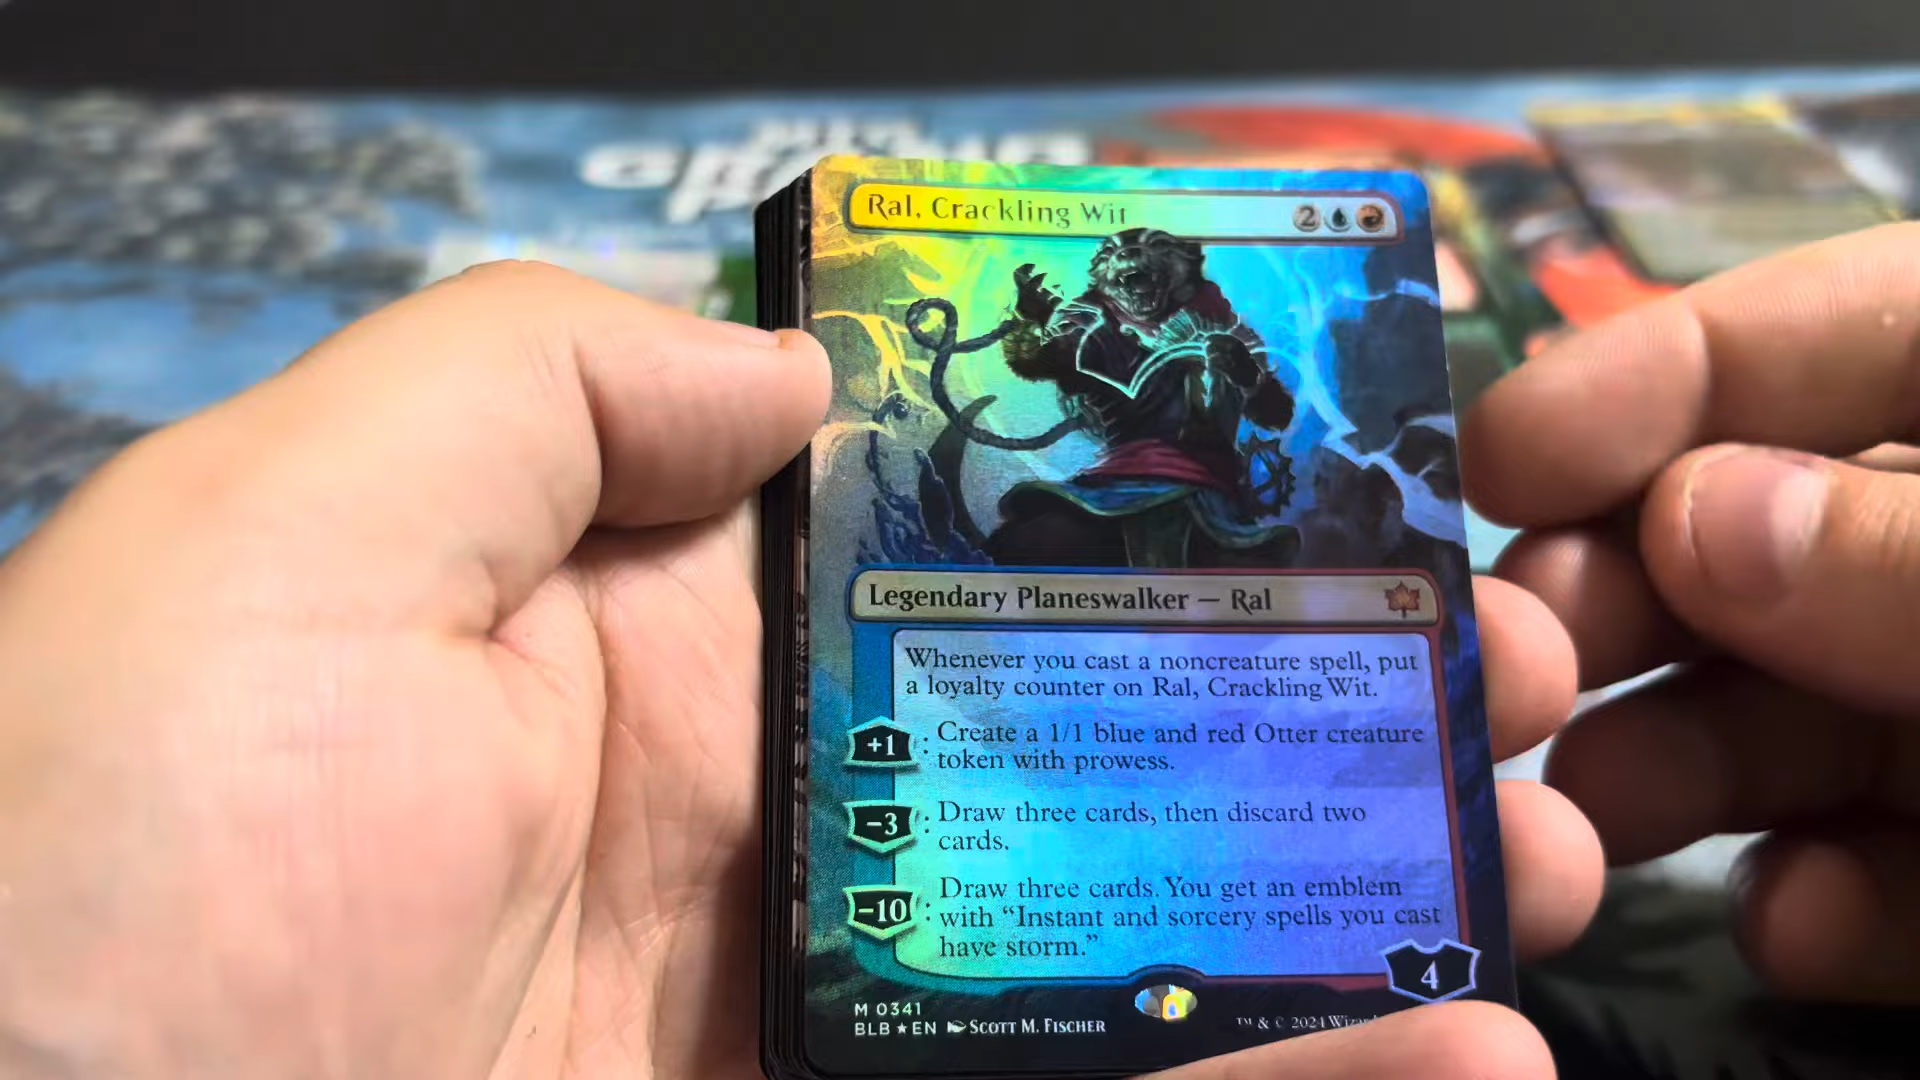 Ral, Crackling Wit
2
Legendary Planeswalker — Ral
Whenever you cast a noncreature spell, put
a loyalty counter on Ral, Crackling Wit.
+1: Create a 1/1 blue and red Otter creature
token with prowess.
−3: Draw three cards, then discard two
cards.
−10: Draw three cards. You get an emblem
with “Instant and sorcery spells you cast
have storm.”
4
M 0341
BLB ★ EN Scott M. Fischer
™ & © 2024